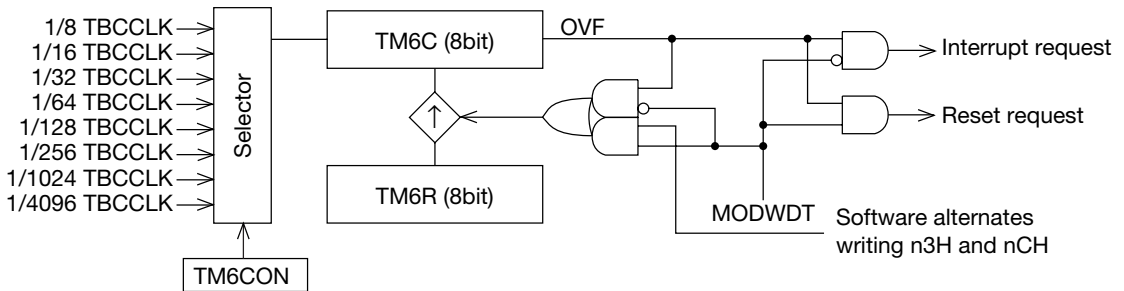 1/8 TBCCLK
1/16 TBCCLK
1/32 TBCCLK
1/64 TBCCLK
1/128 TBCCLK
1/256 TBCCLK
1/1024 TBCCLK
1/4096 TBCCLK
Selector
TM6CON
TM6C (8bit)
OVF
TM6R (8bit)
MODWDT
Interrupt request
Reset request
Software alternates
writing n3H and nCH